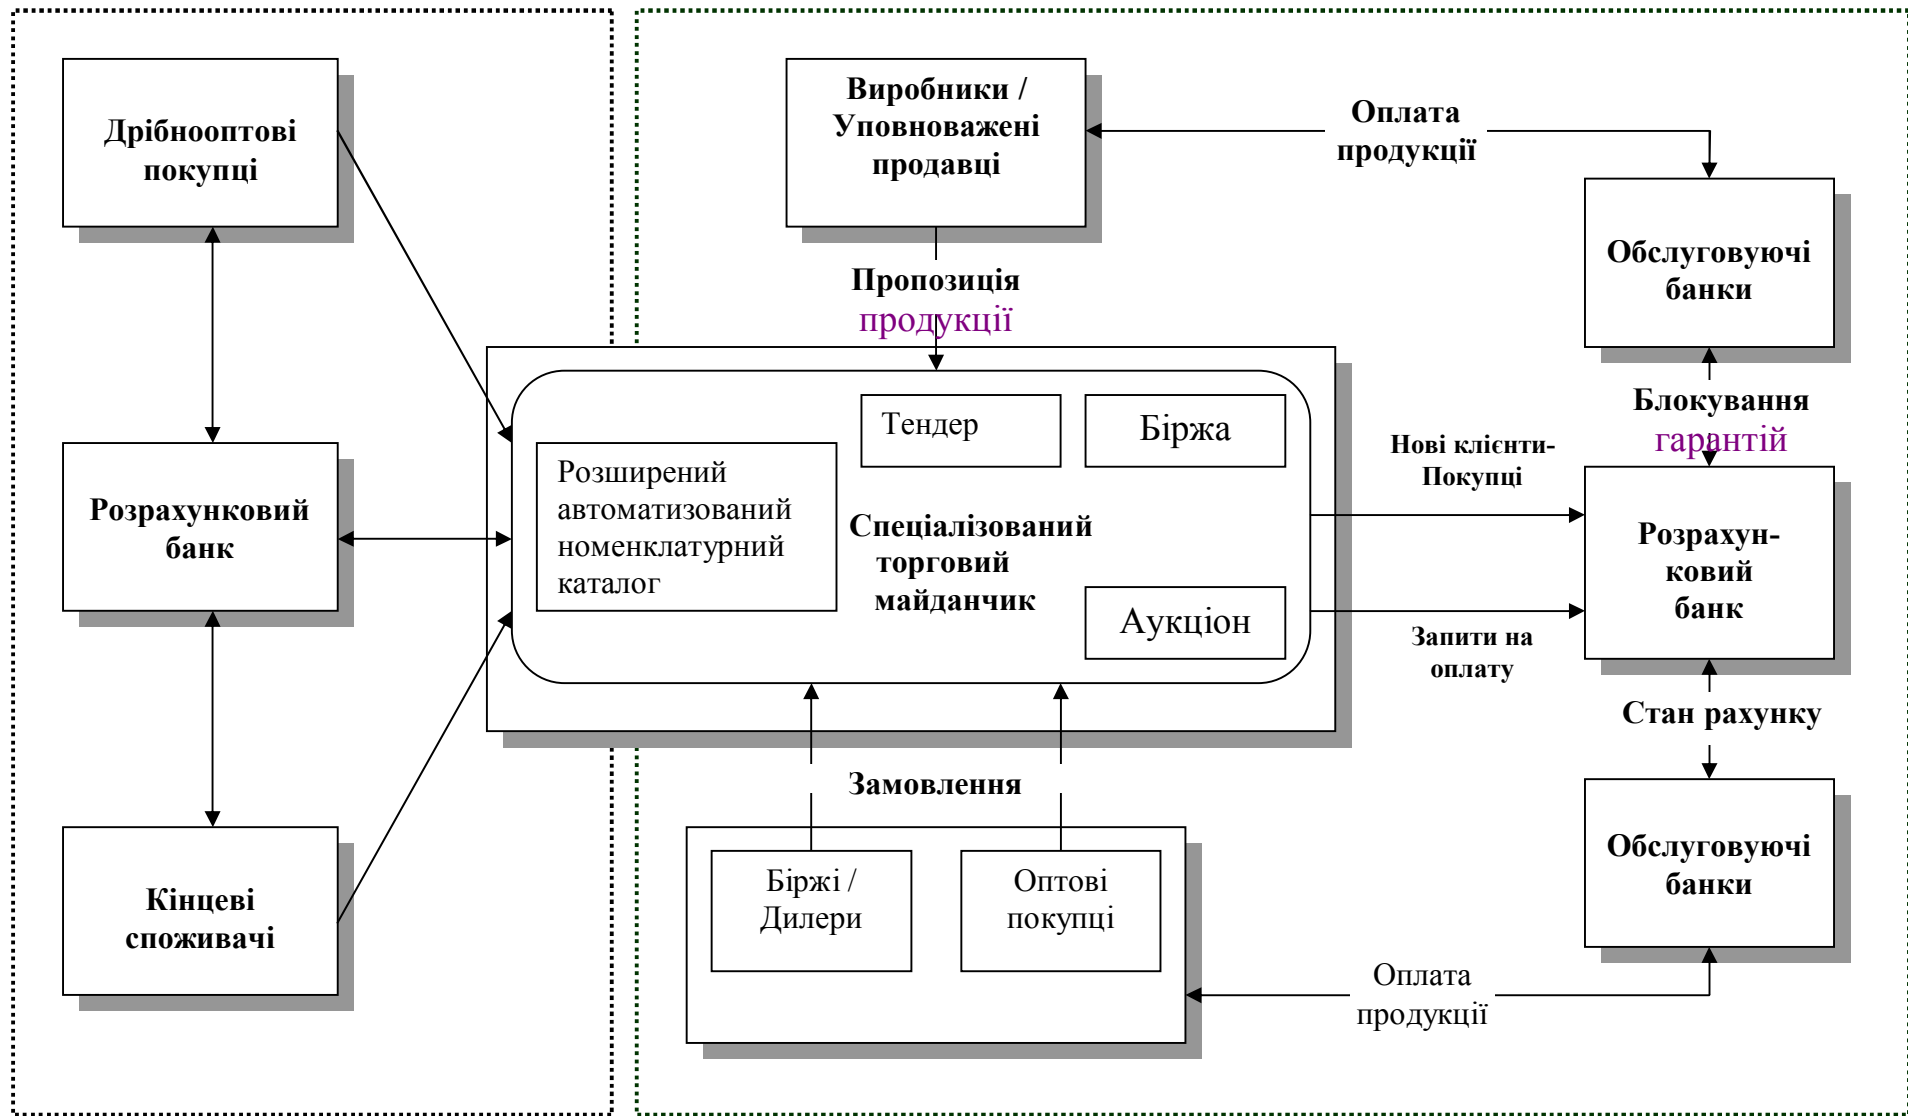 Дрібнооптові
покупці
Розрахунковий
банк
Кінцеві
споживачі
Виробники /
Уповноважені
продавці
Оплата
продукції
Обслуговуючі
банки
Пропозиція
продукції
Блокування
гарантій
Тендер
Біржа
Розширений
автоматизований
номенклатурний
каталог
Спеціалізований
торговий
майданчик
Аукціон
Нові клієнти-
Покупці
Запити на
оплату
Розрахун-
ковий
банк
Стан рахунку
Замовлення
Біржі /
Дилери
Оптові
покупці
Обслуговуючі
банки
Оплата
продукції